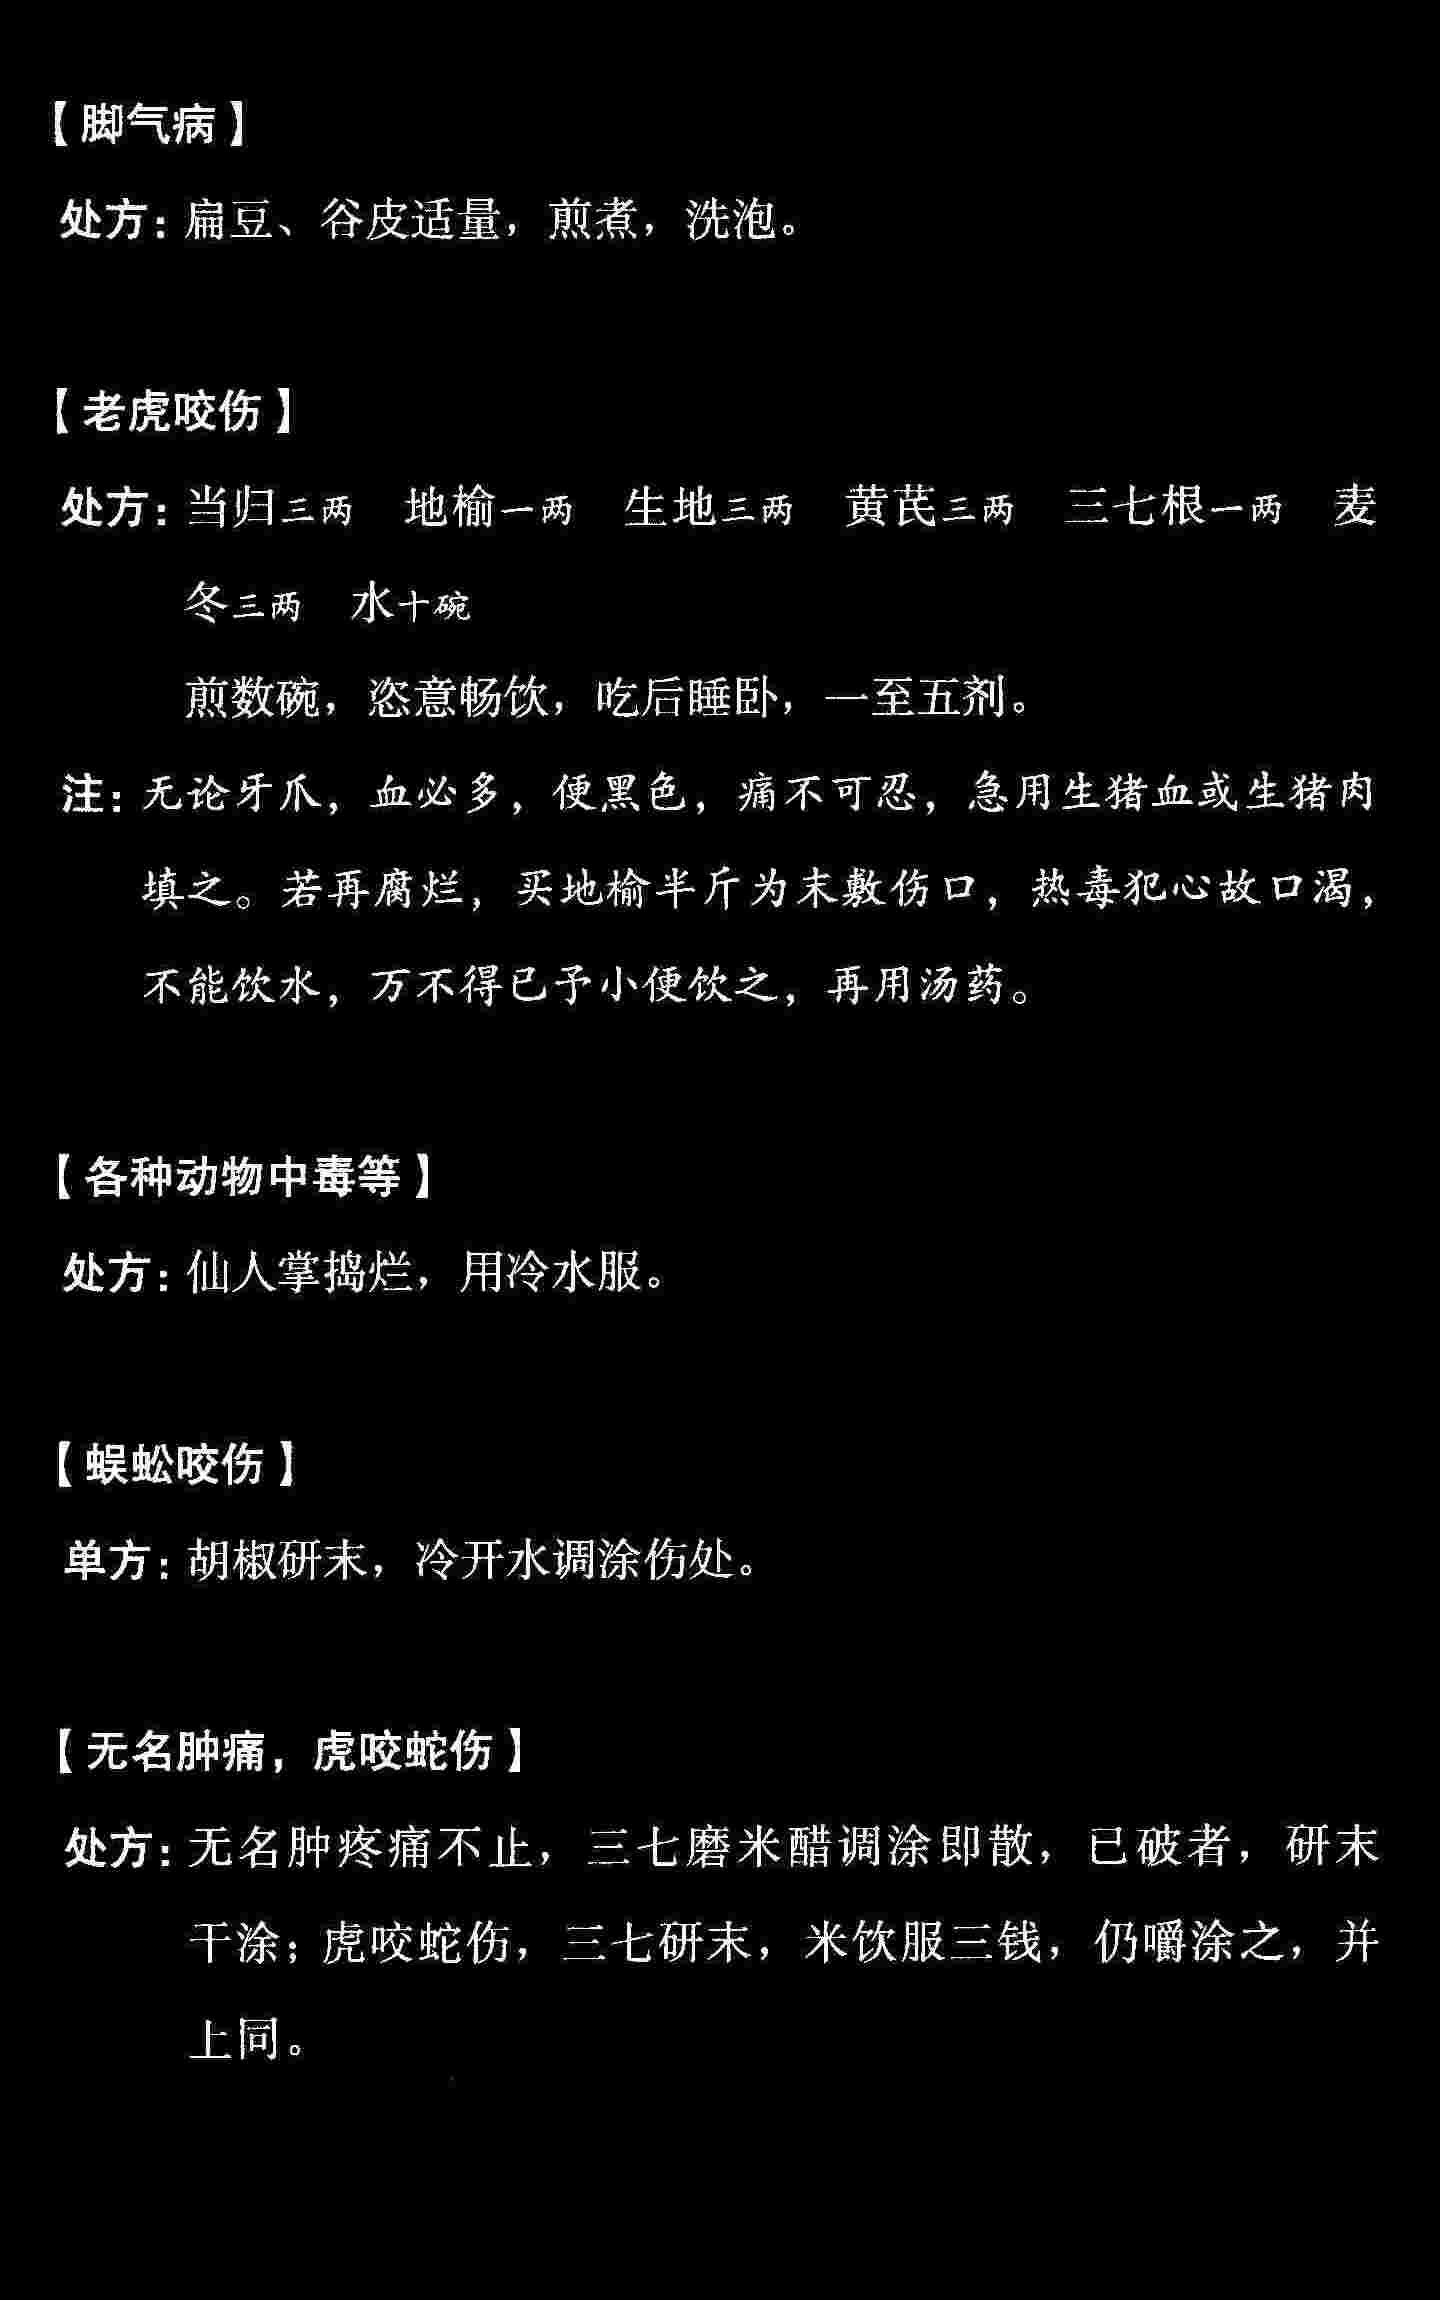 【脚气病】
处方：扁豆、谷皮适量，煎煮，洗泡。
【老虎咬伤】
处方：当归三两 地榆一两 生地三两 黄芪三两 三七根一两 麦
冬三两 水十碗
煎数碗，恣意畅饮，吃后睡卧，一至五剂。
注：无论牙爪，血必多，便黑色，痛不可忍，急用生猪血或生猪肉
填之。若再腐烂，买地榆半斤为末敷伤口，热毒犯心故口渴，
不能饮水，万不得已予小便饮之，再用汤药。
【各种动物中毒等】
处方：仙人掌捣烂，用冷水服。
【蜈蚣咬伤】
单方：胡椒研末，冷开水调涂伤处。
【无名肿痛，虎咬蛇伤】
处方：无名肿疼痛不止，三七磨米醋调涂即散，已破者，研末
干涂；虎咬蛇伤，三七研末，米饮服三钱，仍嚼涂之，并
上同。